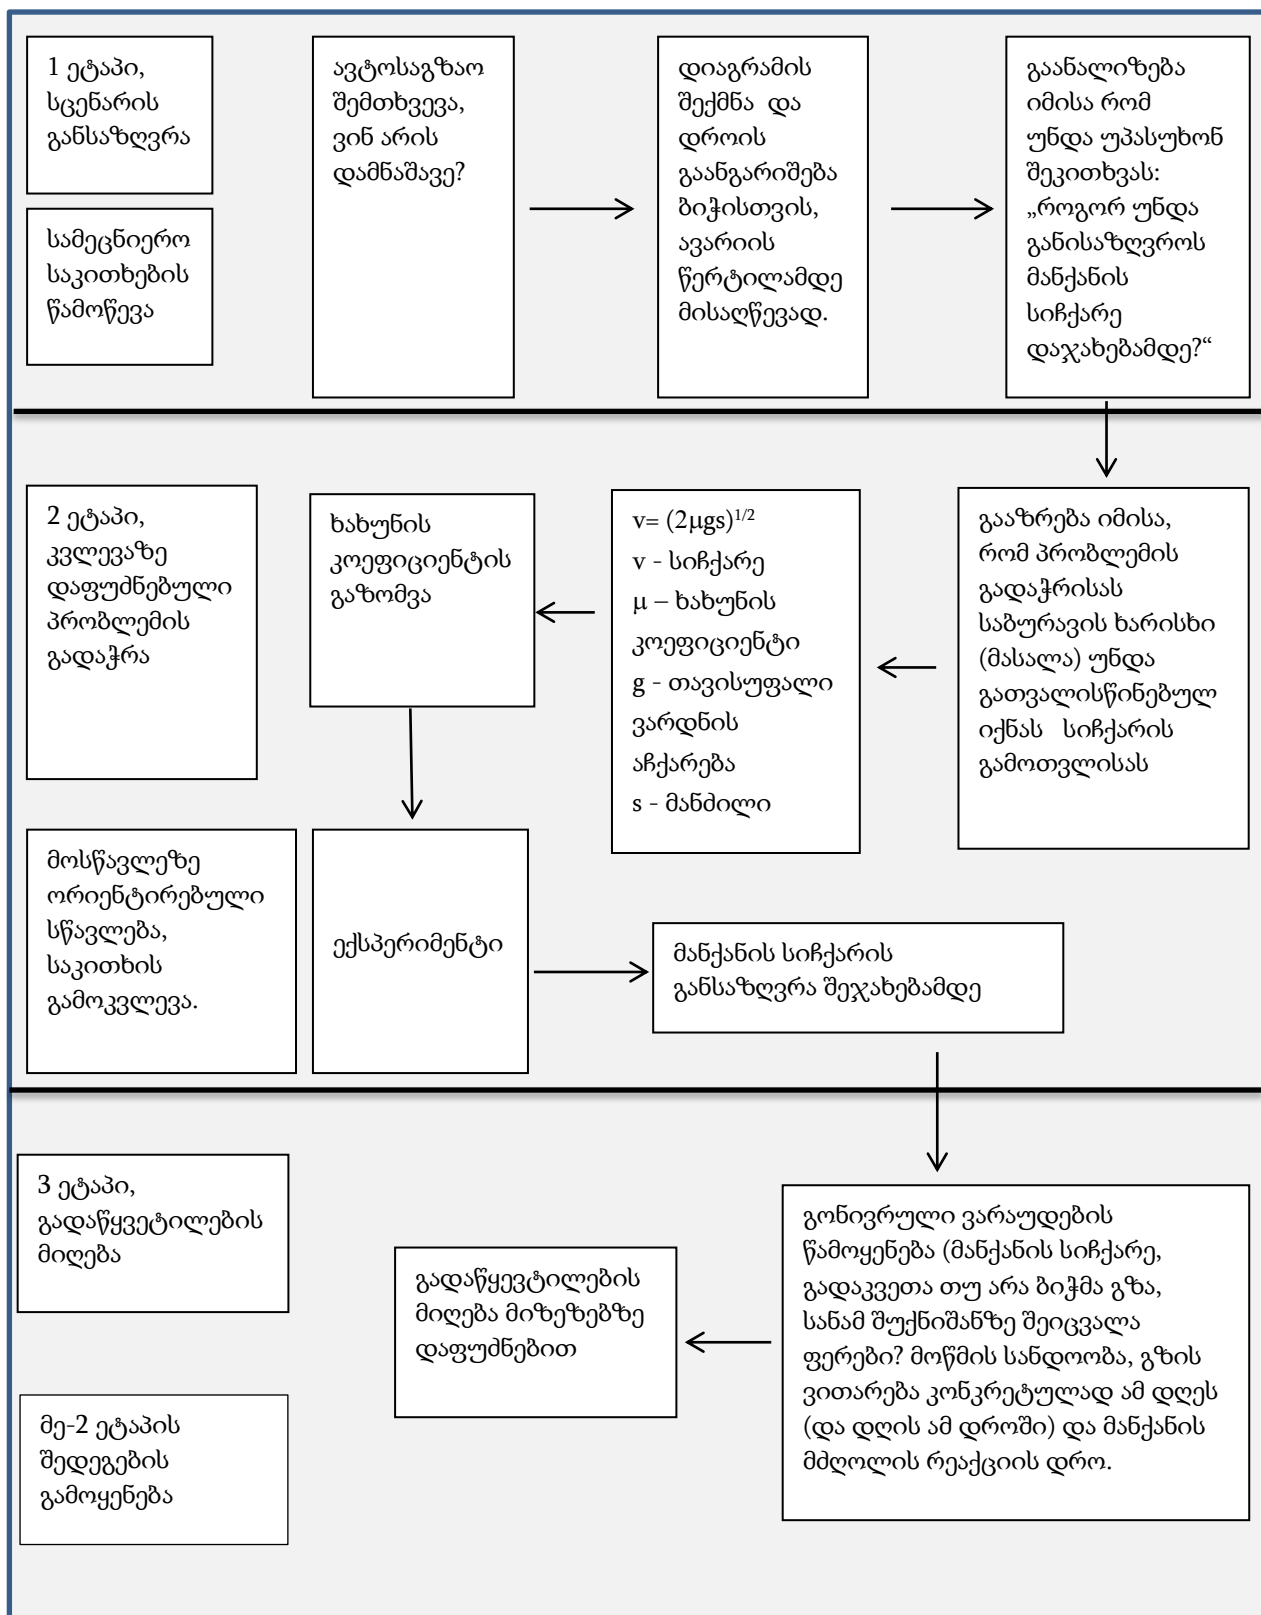 1 ეტაპი,
სცენარის
განსაზღვრა
სამეცნიერო
საკითხების
წამოწევა
ავტოსაგზაო
შემთხვევა,
ვინ არის
დამნაშავე?
დიაგრამის
შექმნა და
დროის
გაანგარიშება
ბიჭისთვის,
ავარიის
წერტილამდე
მისაღწევად.
გაანალიზება
იმისა რომ
უნდა უპასუხონ
შეკითხვას:
„როგორ უნდა
განისაზღვროს
მანქანის
სიჩქარე
დაჯახებამდე?“
2 ეტაპი,
კვლევაზე
დაფუძნებული
პრობლემის
გადაჭრა
ხახუნის
კოეფიციენტის
გაზომვა
v= (2μgs)^1/2
v - სიჩქარე
μ – ხახუნის
კოეფიციენტი
g - თავისუფალი
ვარდნის
აჩქარება
s - მანძილი
გააზრება იმისა,
რომ პრობლემის
გადაჭრისას
საბურავის ხარისხი
(მასალა) უნდა
გათვალისწინებულ
იქნას სიჩქარის
გამოთვლისას
მოსწავლეზე
ორიენტირებული
სწავლება,
საკითხის
გამოკვლევა.
ექსპერიმენტი
მანქანის სიჩქარის
განსაზღვრა შეჯახებამდე
3 ეტაპი,
გადაწყვეტილების
მიღება
მე-2 ეტაპის
შედეგების
გამოყენება
გადაწყევტილების
მიღება მიზეზებზე
დაფუძნებით
გონივრული ვარაუდების
წამოყენება (მანქანის სიჩქარე,
გადაკვეთა თუ არა ბიჭმა გზა,
სანამ შუქნიშანზე შეიცვალა
ფერები? მოწმის სანდოობა, გზის
ვითარება კონკრეტულად ამ დღეს
(და დღის ამ დროში) და მანქანის
მძღოლის რეაქციის დრო.